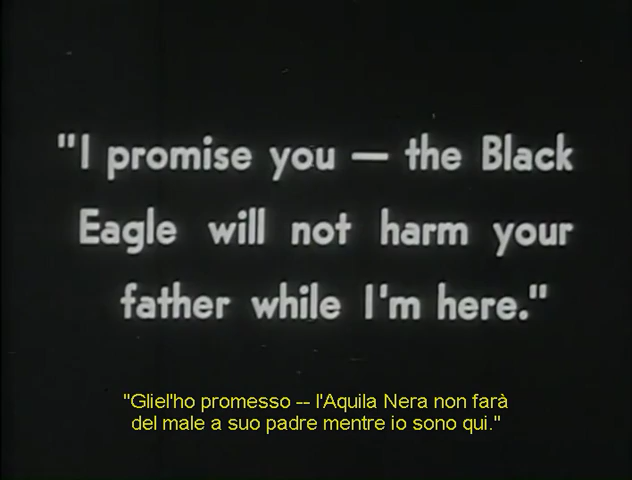 "I promise you — the Black
Eagle will not harm your
father while I'm here."
"Gliel'ho promesso -- l'Aquila Nera non farà
del male a suo padre mentre io sono qui."